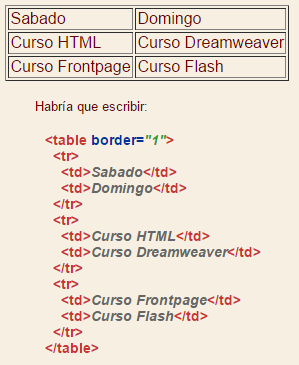 Sabado Domingo
Curso HTML Curso Dreamweaver
Curso Frontpage Curso Flash
Habría que escribir:
<table border="1">
<tr>
<td>Sabado</td>
<td>Domingo</td>
</tr>
<tr>
<td>Curso HTML</td>
<td>Curso Dreamweaver</td>
</tr>
<tr>
<td>Curso Frontpage</td>
<td>Curso Flash</td>
</tr>
</table>